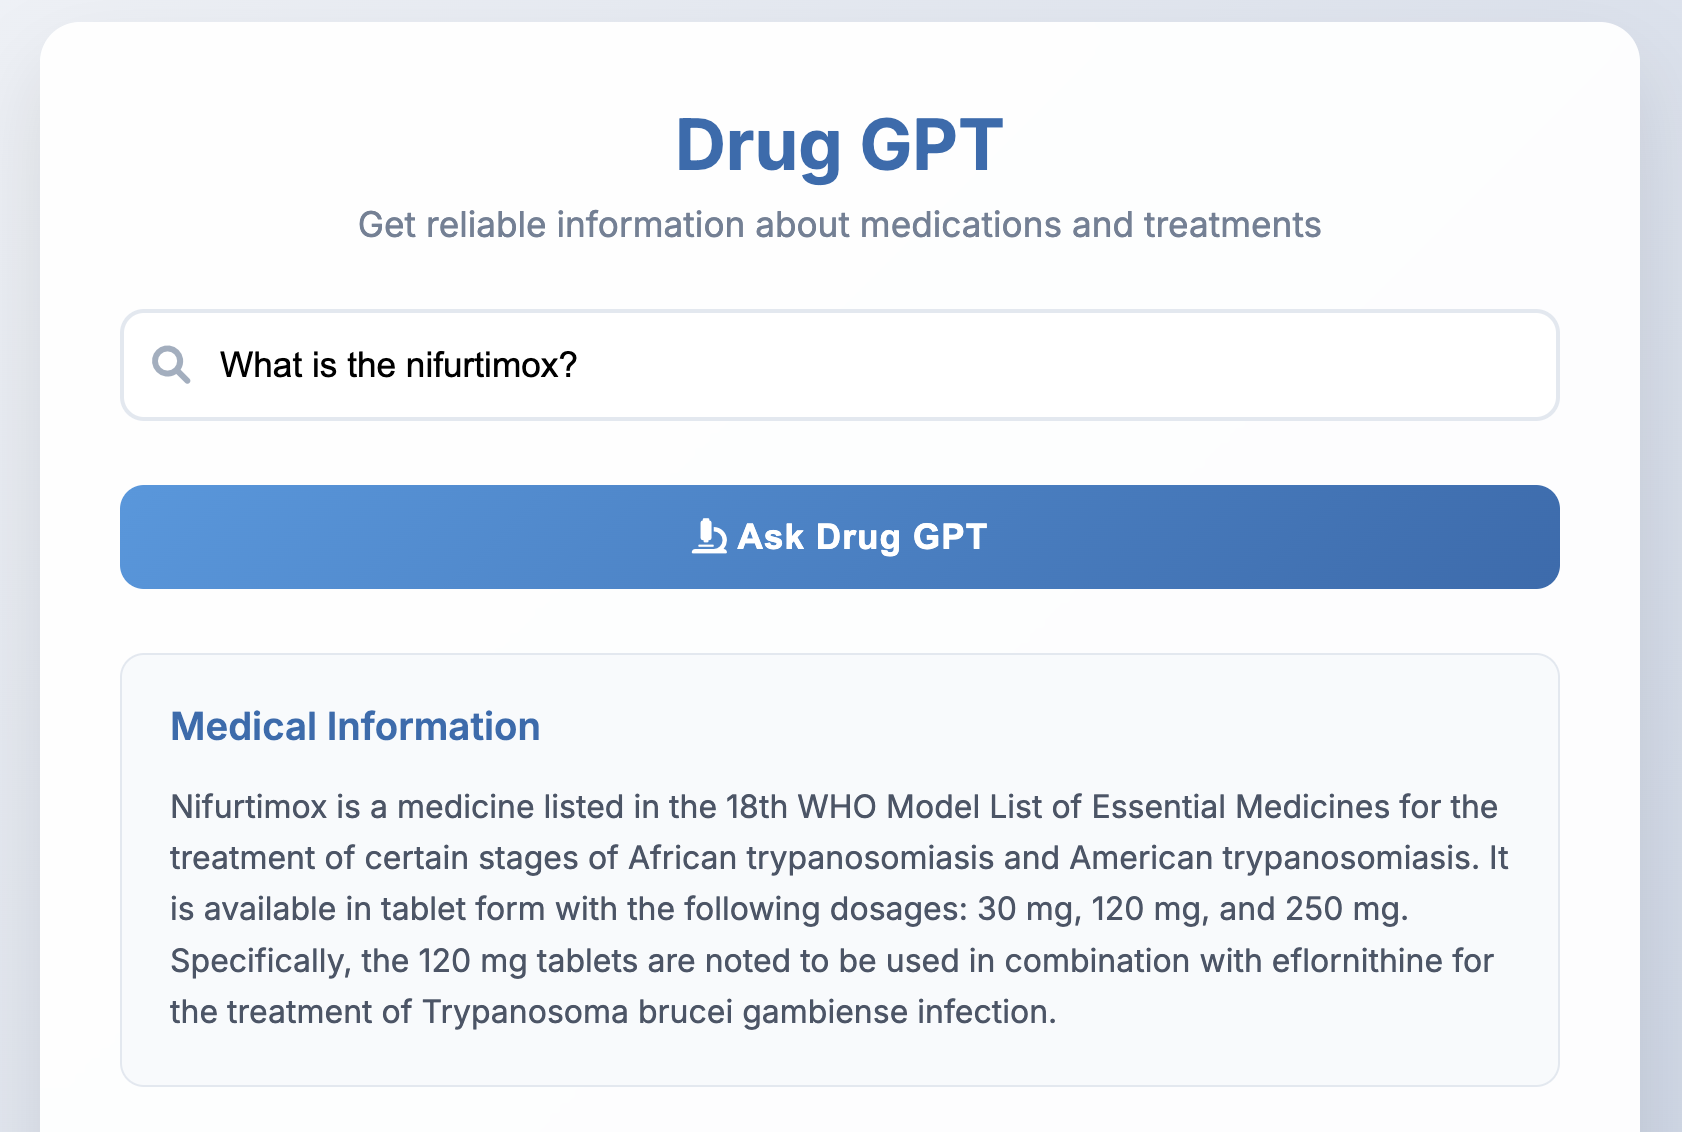 Drug GPT
Get reliable information about medications and treatments
What is the nifurtimox?
Ask Drug GPT
Medical Information
Nifurtimox is a medicine listed in the 18th WHO Model List of Essential Medicines for the
treatment of certain stages of African trypanosomiasis and American trypanosomiasis. It
is available in tablet form with the following dosages: 30 mg, 120 mg, and 250 mg.
Specifically, the 120 mg tablets are noted to be used in combination with eflornithine for
the treatment of Trypanosoma brucei gambiense infection.